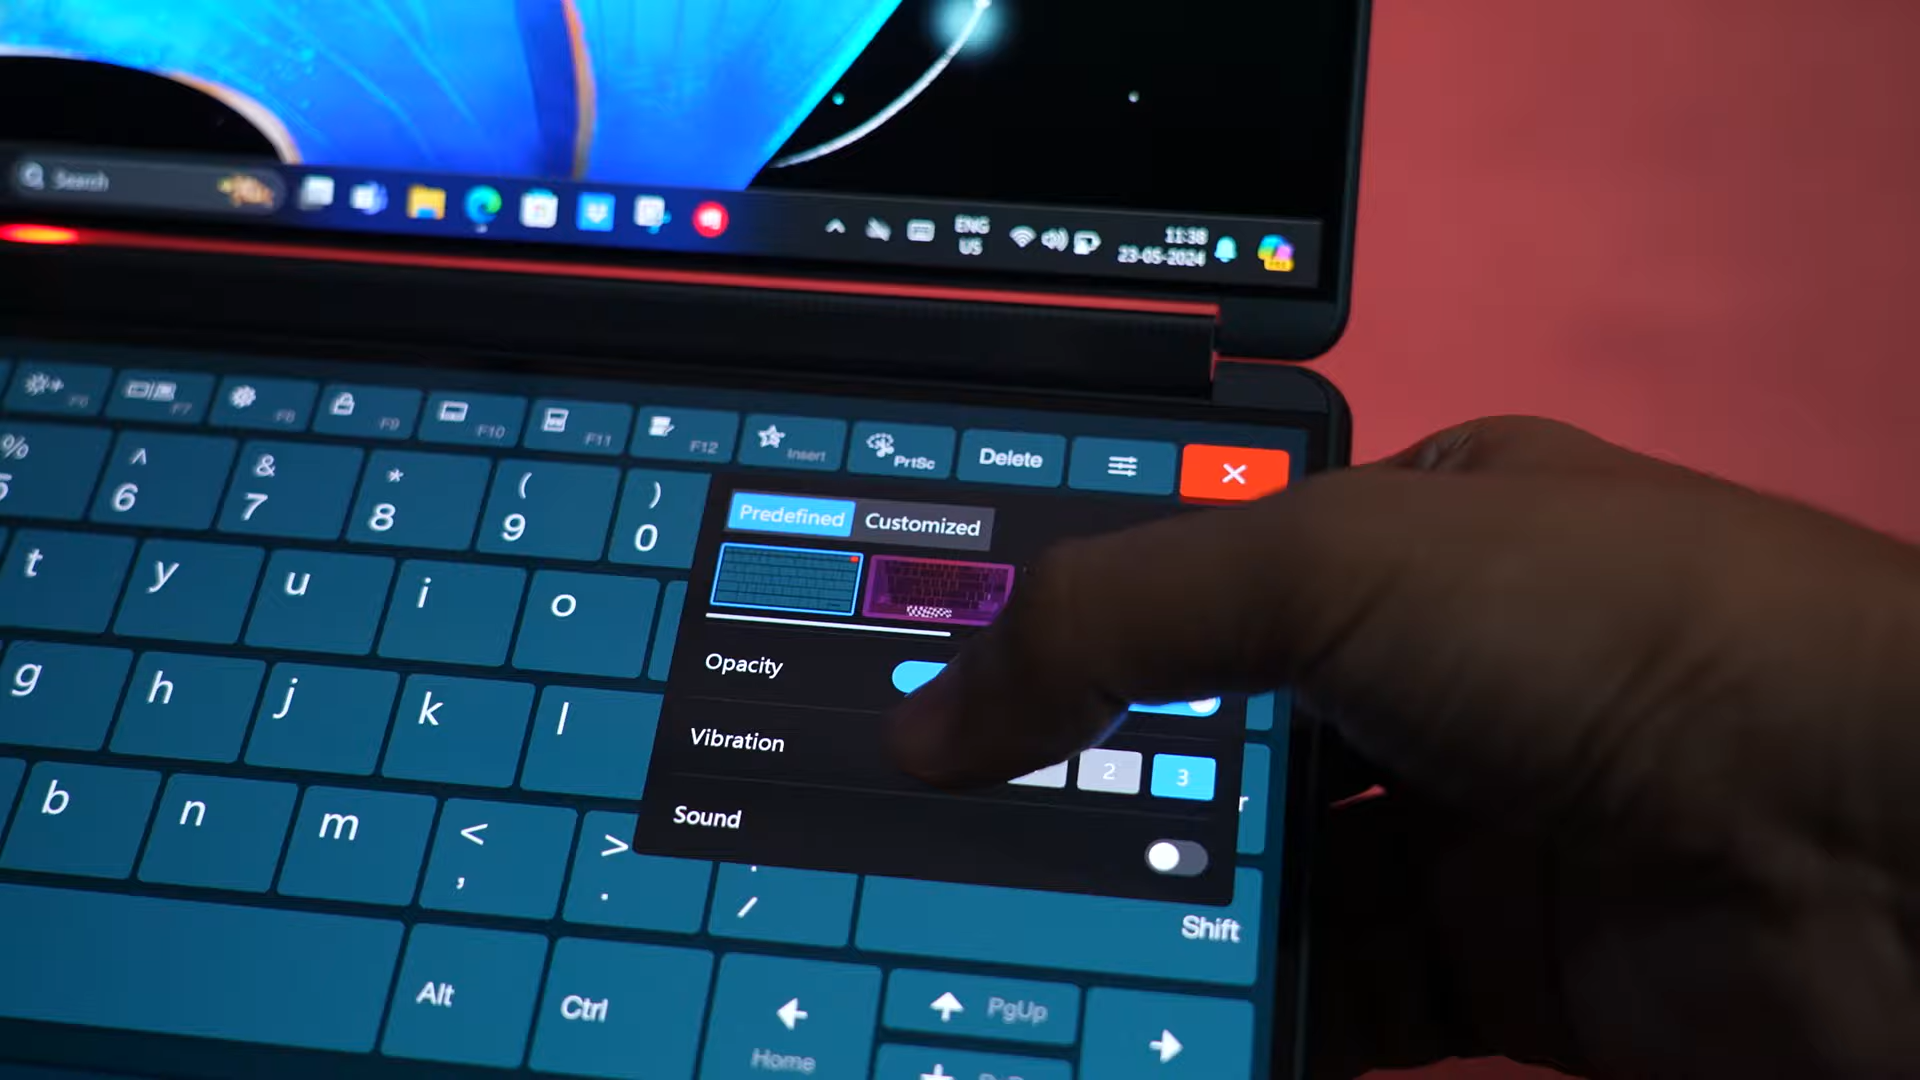 Search
ENG
US
11:38
23-05-2024
F6
F7
F8
F9
F10
F11
F12
Insert
PrtSc
Delete
%
5
^
6
&
7
*
8
(
9
)
0
Predefined
Customized
t
y
u
i
o
Opacity
g
h
j
k
l
Vibration
2
3
Sound
b
n
m
<
,
>
.
/
Shift
Alt
Ctrl
Home
PgUp